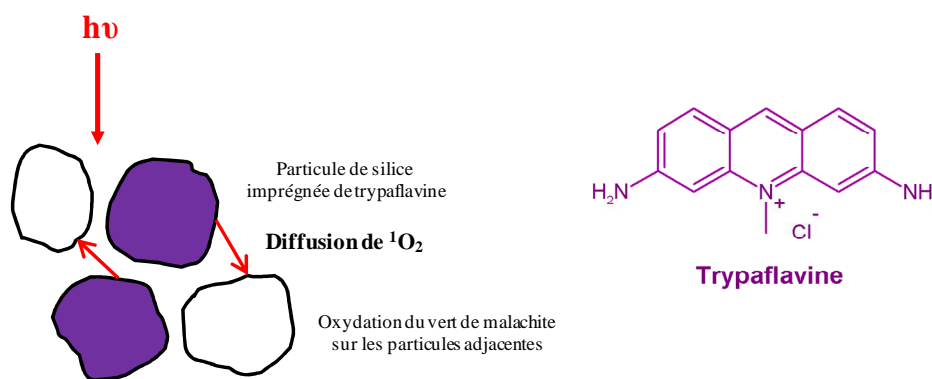 hυ
Particule de silice
imprégnée de trypaflavine
Diffusion de ¹O₂
Oxydation du vert de malachite
sur les particules adjacentes
H₂N
N⁺
NH
Cl⁻
Trypaflavine